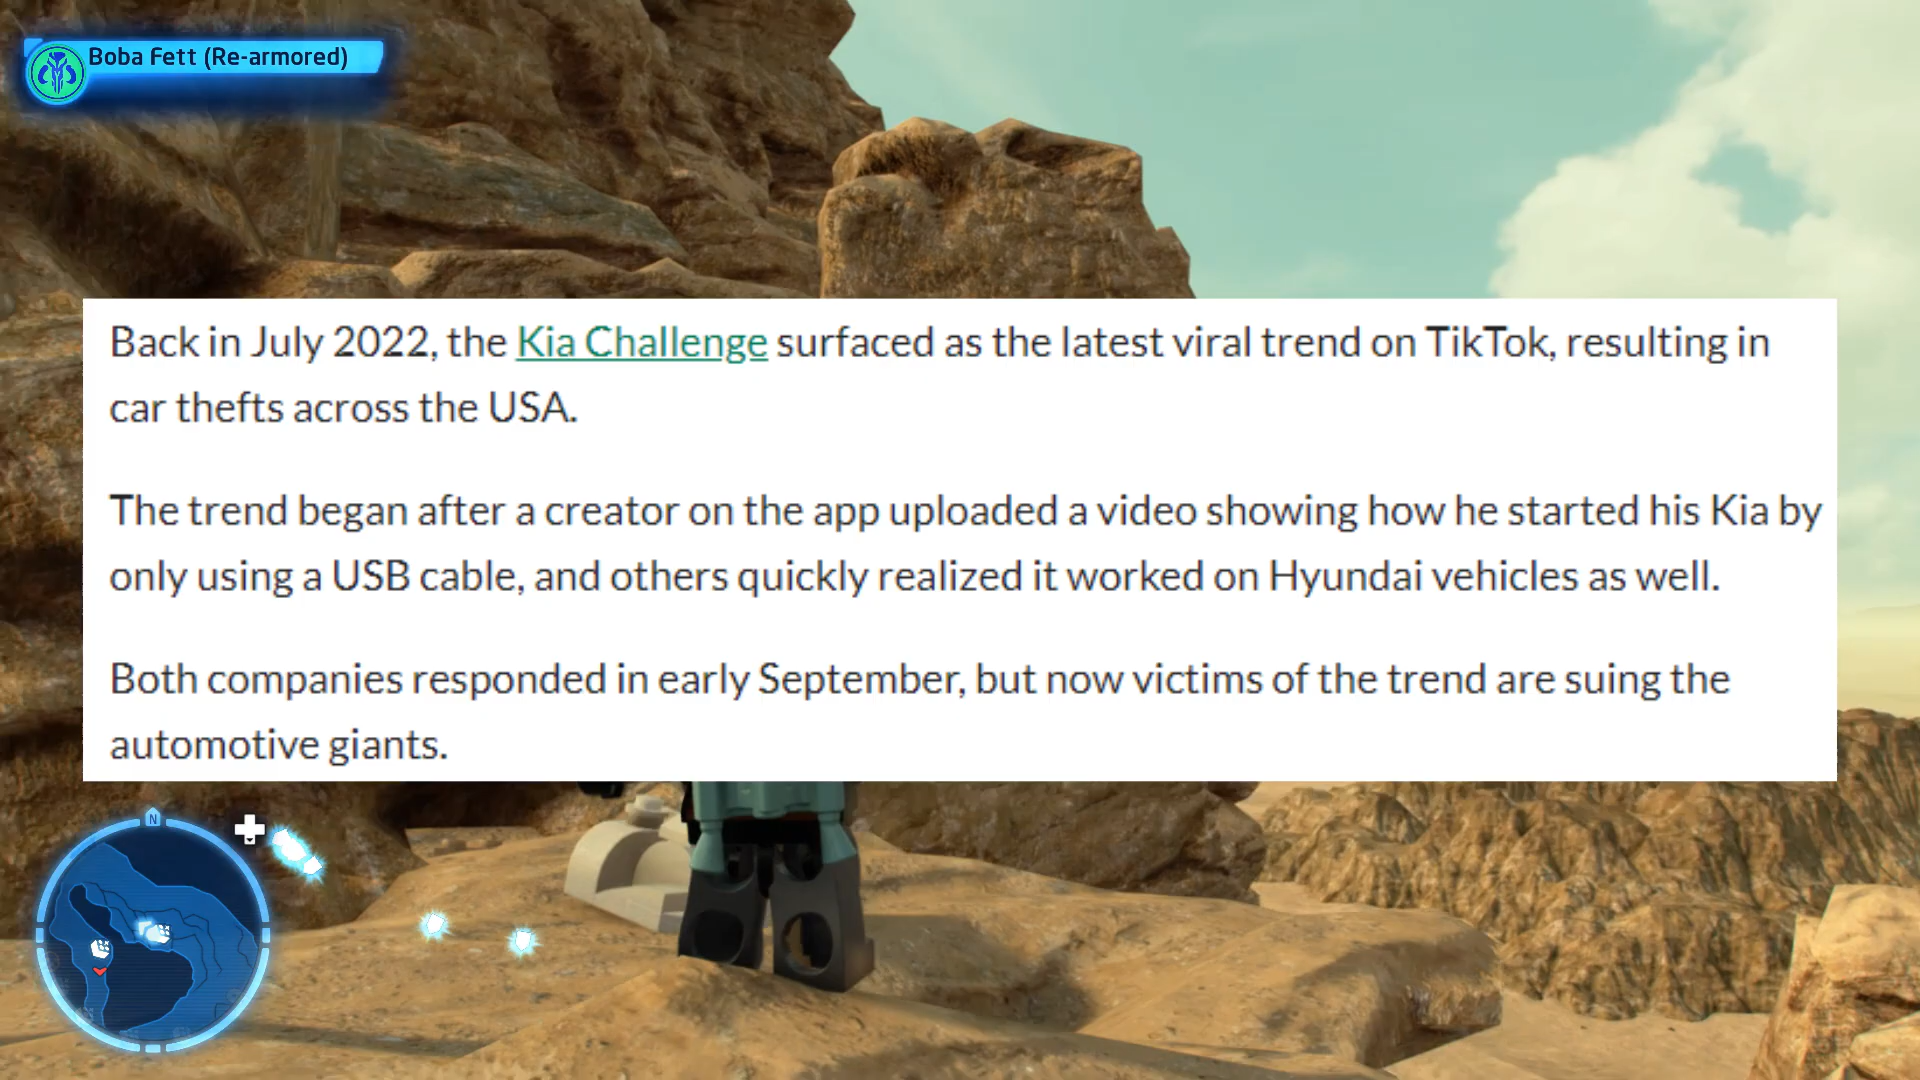 Boba Fett (Re-armored)
Back in July 2022, the Kia Challenge surfaced as the latest viral trend on TikTok, resulting in
car thefts across the USA.
The trend began after a creator on the app uploaded a video showing how he started his Kia by
only using a USB cable, and others quickly realized it worked on Hyundai vehicles as well.
Both companies responded in early September, but now victims of the trend are suing the
automotive giants.
N